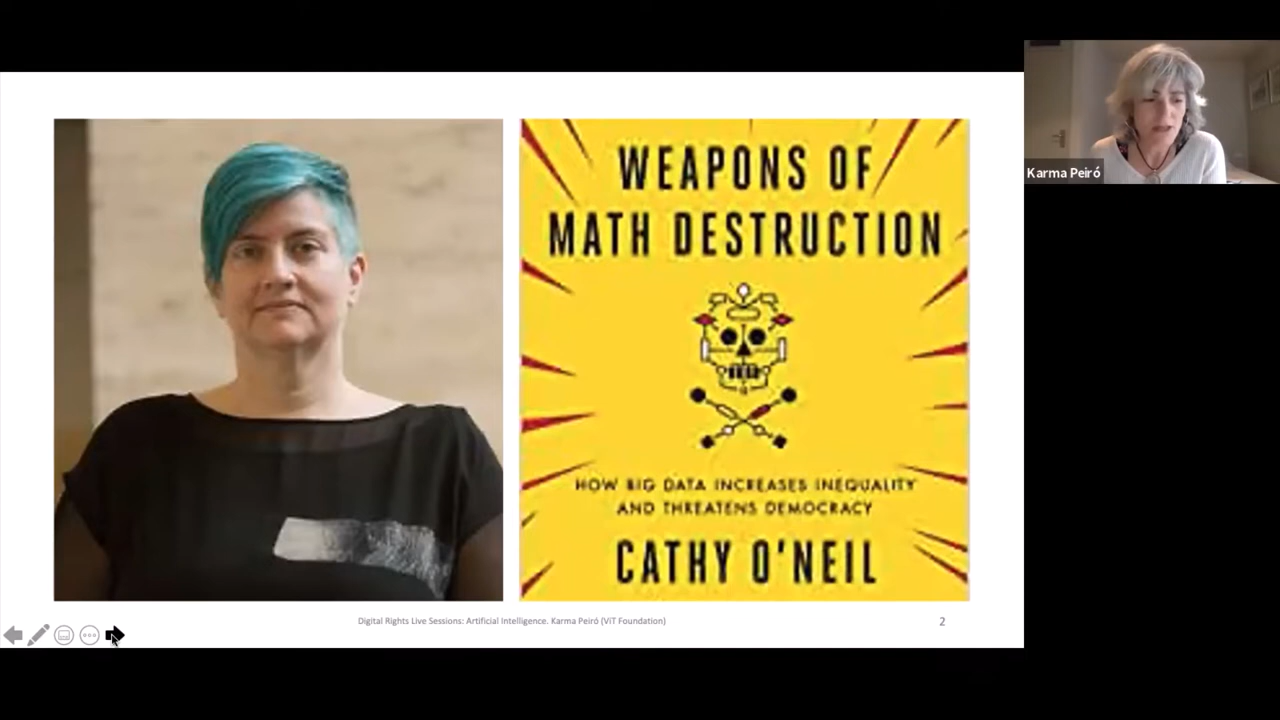 WEAPONS OF
MATH DESTRUCTION
HOW BIG DATA INCREASES INEQUALITY
AND THREATENS DEMOCRACY
CATHY O'NEIL
Digital Rights Live Sessions: Artificial Intelligence. Karma Peiró (ViT Foundation)
2
Karma Peiró